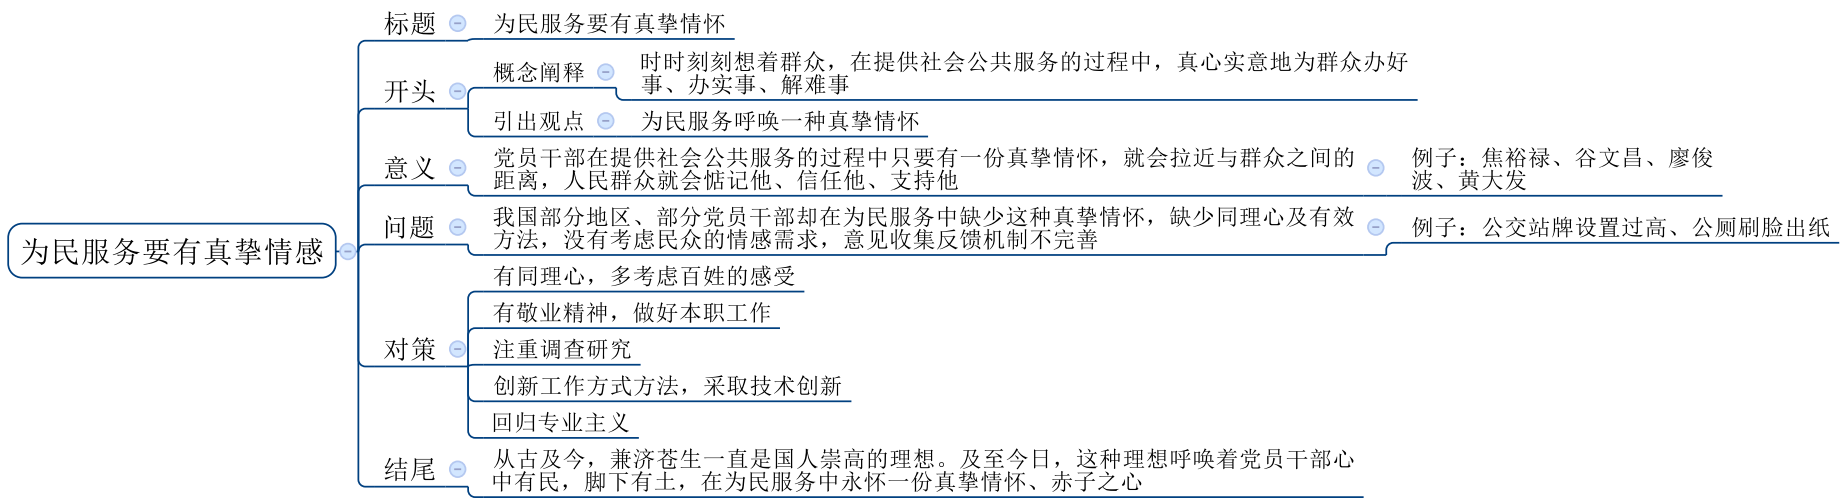 为民服务要有真挚情感
标题
为民服务要有真挚情怀
开头
概念阐释
时时刻刻想着群众，在提供社会公共服务的过程中，真心实意地为群众办好
事、办实事、解难事
引出观点
为民服务呼唤一种真挚情怀
意义
党员干部在提供社会公共服务的过程中只要有一份真挚情怀，就会拉近与群众之间的
距离，人民群众就会惦记他、信任他、支持他
例子：焦裕禄、谷文昌、廖俊
波、黄大发
问题
我国部分地区、部分党员干部却在为民服务中缺少这种真挚情怀，缺少同理心及有效
方法，没有考虑民众的情感需求，意见收集反馈机制不完善
例子：公交站牌设置过高、公厕刷脸出纸
对策
有同理心，多考虑百姓的感受
有敬业精神，做好本职工作
注重调查研究
创新工作方式方法，采取技术创新
回归专业主义
结尾
从古及今，兼济苍生一直是国人崇高的理想。及至今日，这种理想呼唤着党员干部心
中有民，脚下有土，在为民服务中永怀一份真挚情怀、赤子之心